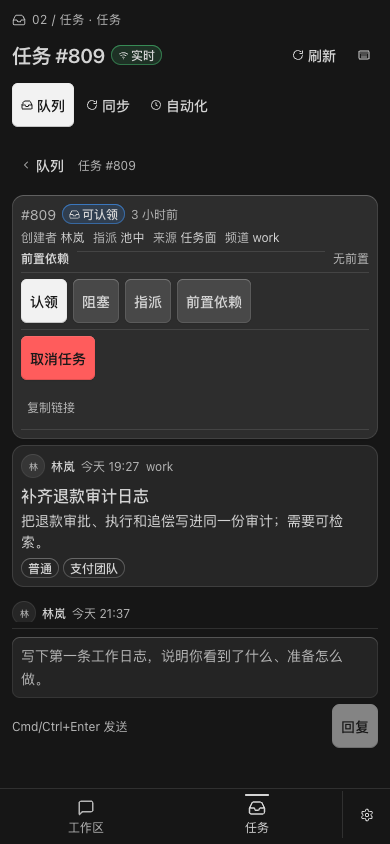 02 / 任务 · 任务
任务 #809 实时 刷新
队列 同步 自动化
队列 任务 #809
#809 可认领 3 小时前
创建者 林岚 指派 池中 来源 任务面 频道 work
前置依赖 无前置
认领 阻塞 指派 前置依赖
取消任务
复制链接
林 林岚 今天 19:27 work
补齐退款审计日志
把退款审批、执行和追偿写进同一份审计；需要可检
索。
普通 支付团队
林 林岚 今天 21:37
写下第一条工作日志，说明你看到了什么、准备怎么
做。
Cmd/Ctrl+Enter 发送 回复
工作区 任务